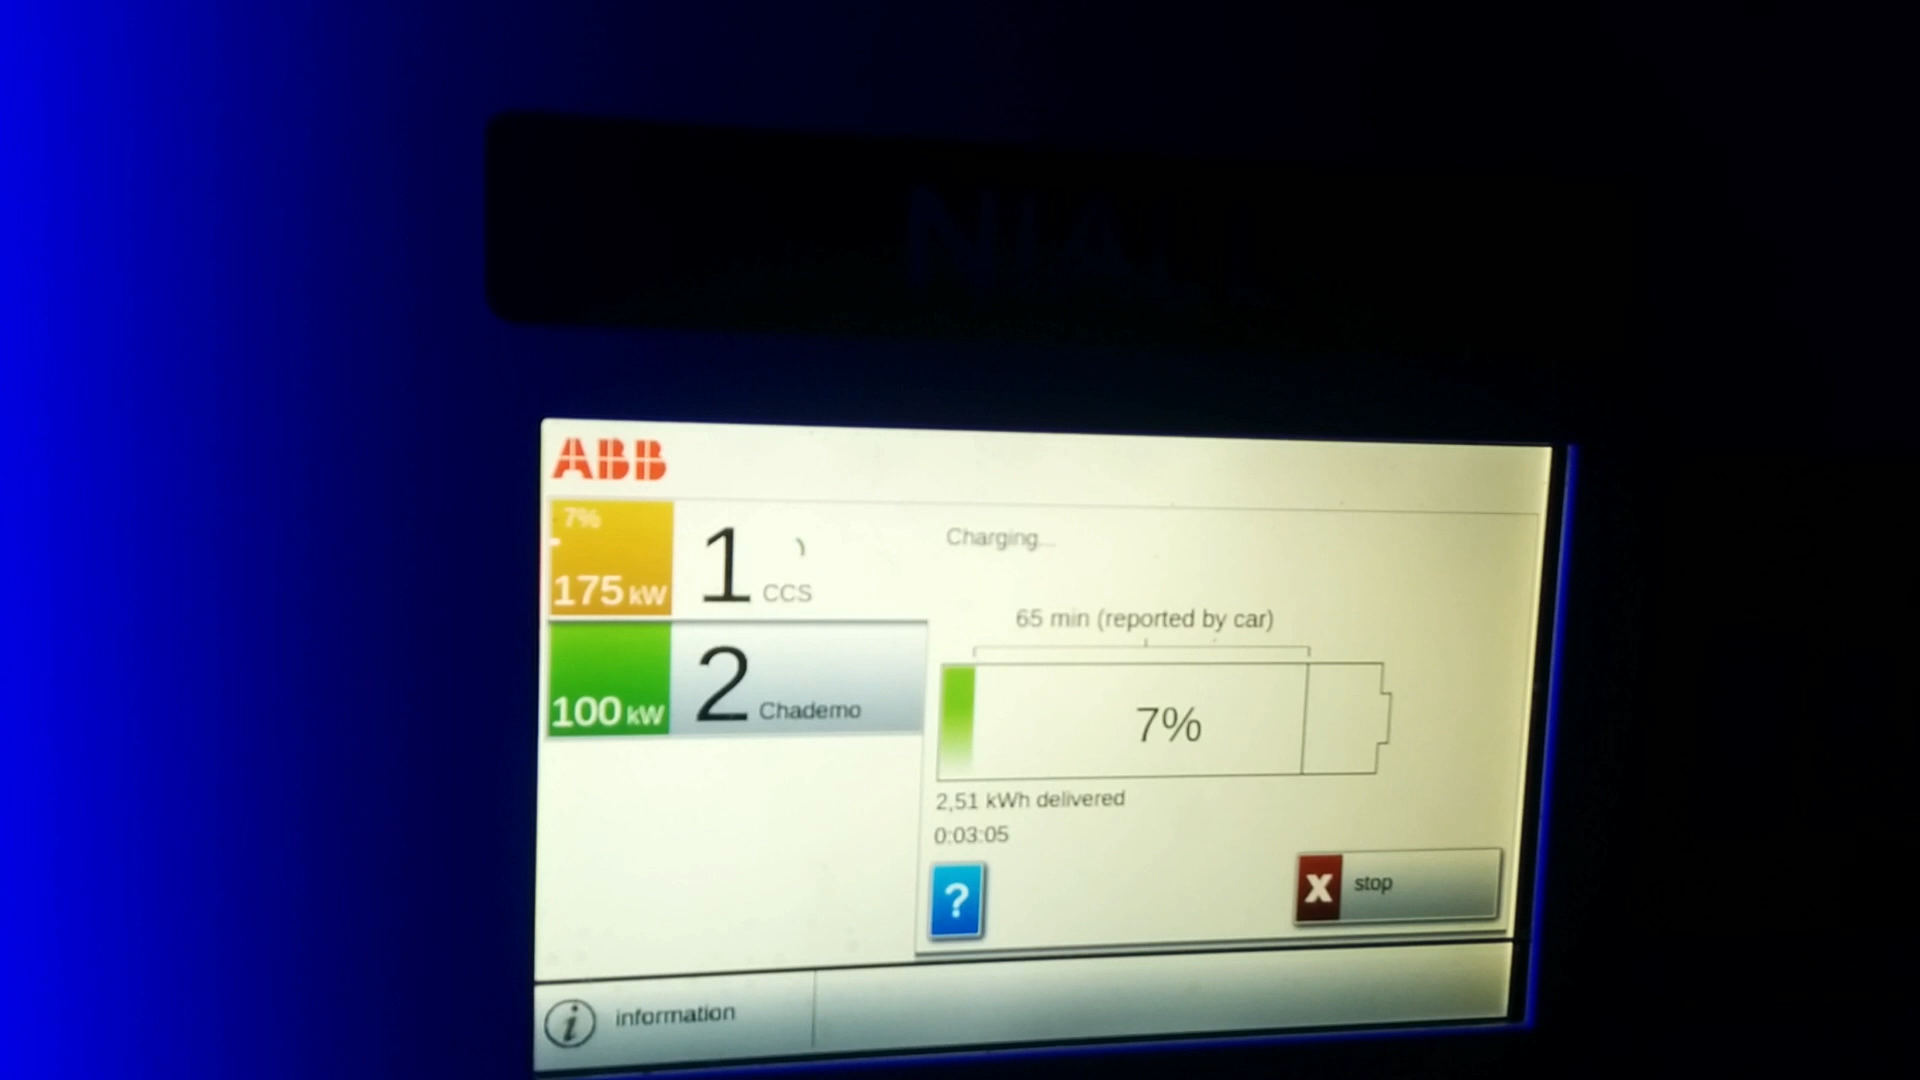 NIA
ABB
7%
175 kW
1 CCS
100 kW
2 Chademo
Charging...
65 min (reported by car)
7%
2,51 kWh delivered
0:03:05
?
X stop
i information